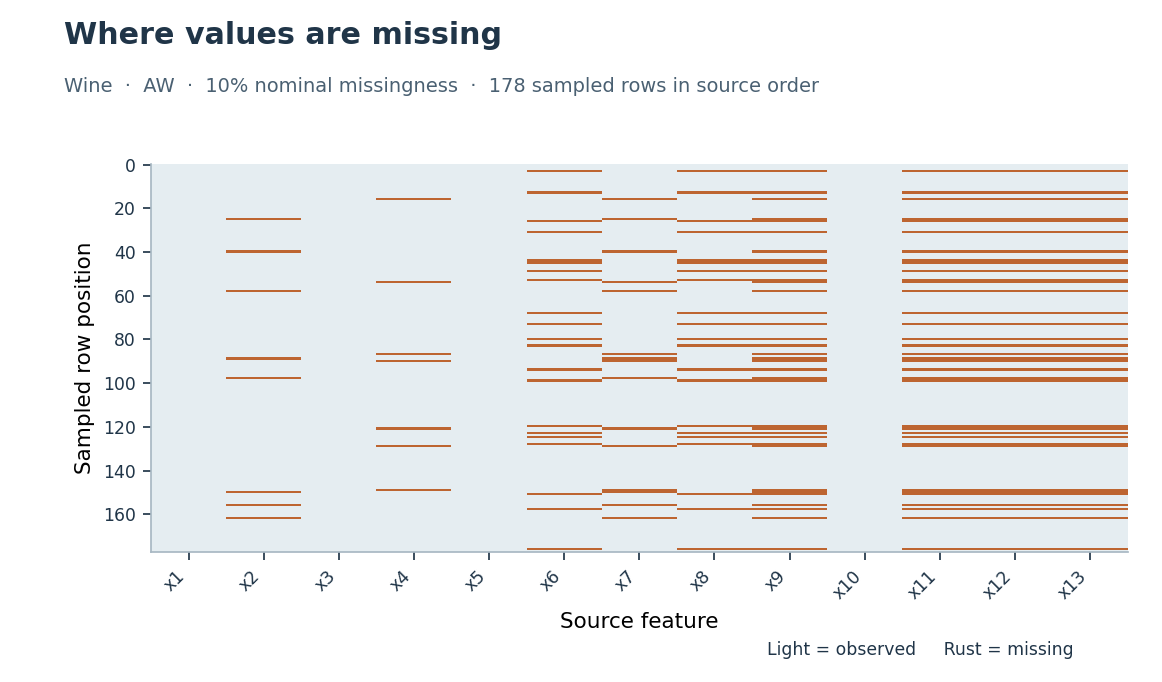 Where values are missing
Wine · AW · 10% nominal missingness · 178 sampled rows in source order
0
20
40
60
80
100
120
140
160
Sampled row position
x1 x2 x3 x4 x5 x6 x7 x8 x9 x10 x11 x12 x13
Source feature
Light = observed Rust = missing